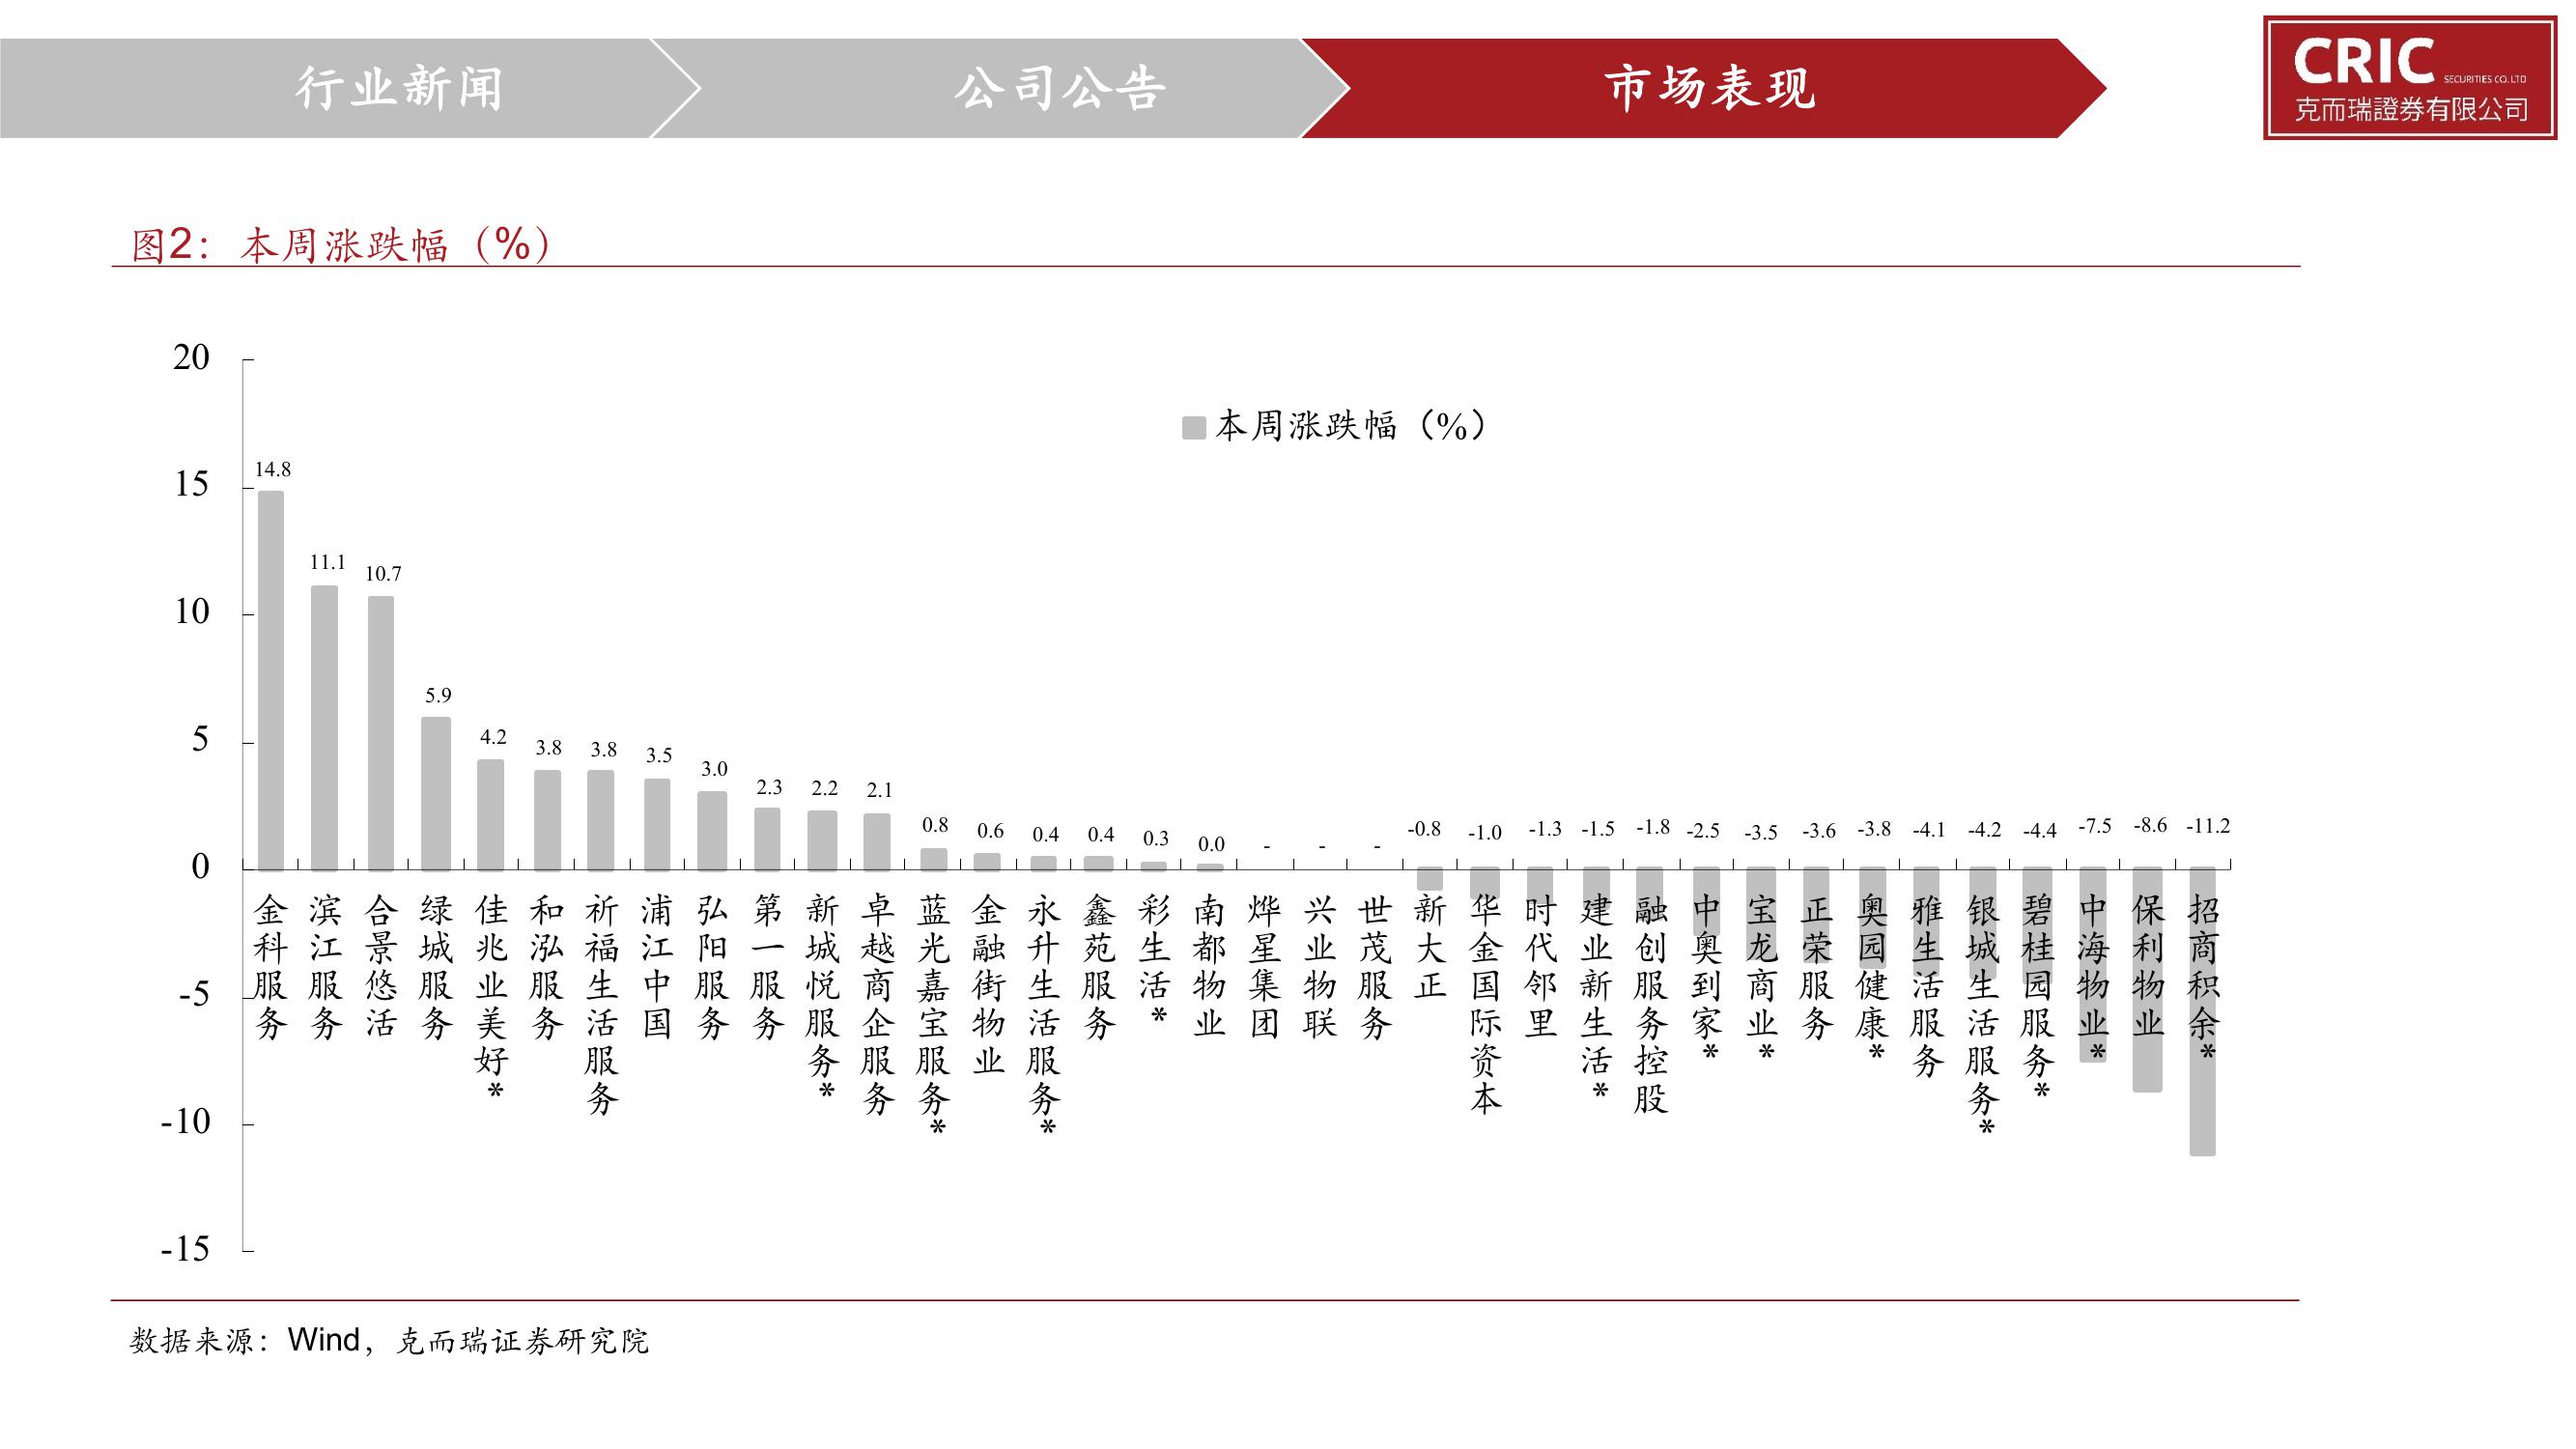 行业新闻
公司公告
市场表现
CRIC SECURITIES CO. LTD
克而瑞證券有限公司
图2：本周涨跌幅（%）
本周涨跌幅（%）
20
15
10
5
0
-5
-10
-15
14.8
11.1
10.7
5.9
4.2
3.8
3.8
3.5
3.0
2.3
2.2
2.1
0.8
0.6
0.4
0.4
0.3
0.0
-
-
-
-0.8
-1.0
-1.3
-1.5
-1.8
-2.5
-3.5
-3.6
-3.8
-4.1
-4.2
-4.4
-7.5
-8.6
-11.2
金科服务
滨江服务
合景悠活
绿城服务
佳兆业美好*
和泓服务
祈福生活服务
浦江中国
弘阳服务
第一服务
新城悦服务*
卓越商企服务
蓝光嘉宝服务*
金融街物业
永升生活服务*
鑫苑服务
彩生活*
南都物业
烨星集团
兴业物联
世茂服务
新大正
华金国际资本
时代邻里
建业新生活*
融创服务控股
中奥到家*
宝龙商业*
正荣服务
奥园健康*
雅生活服务
银城生活服务*
碧桂园服务*
中海物业*
保利物业
招商积余*
数据来源：Wind，克而瑞证券研究院